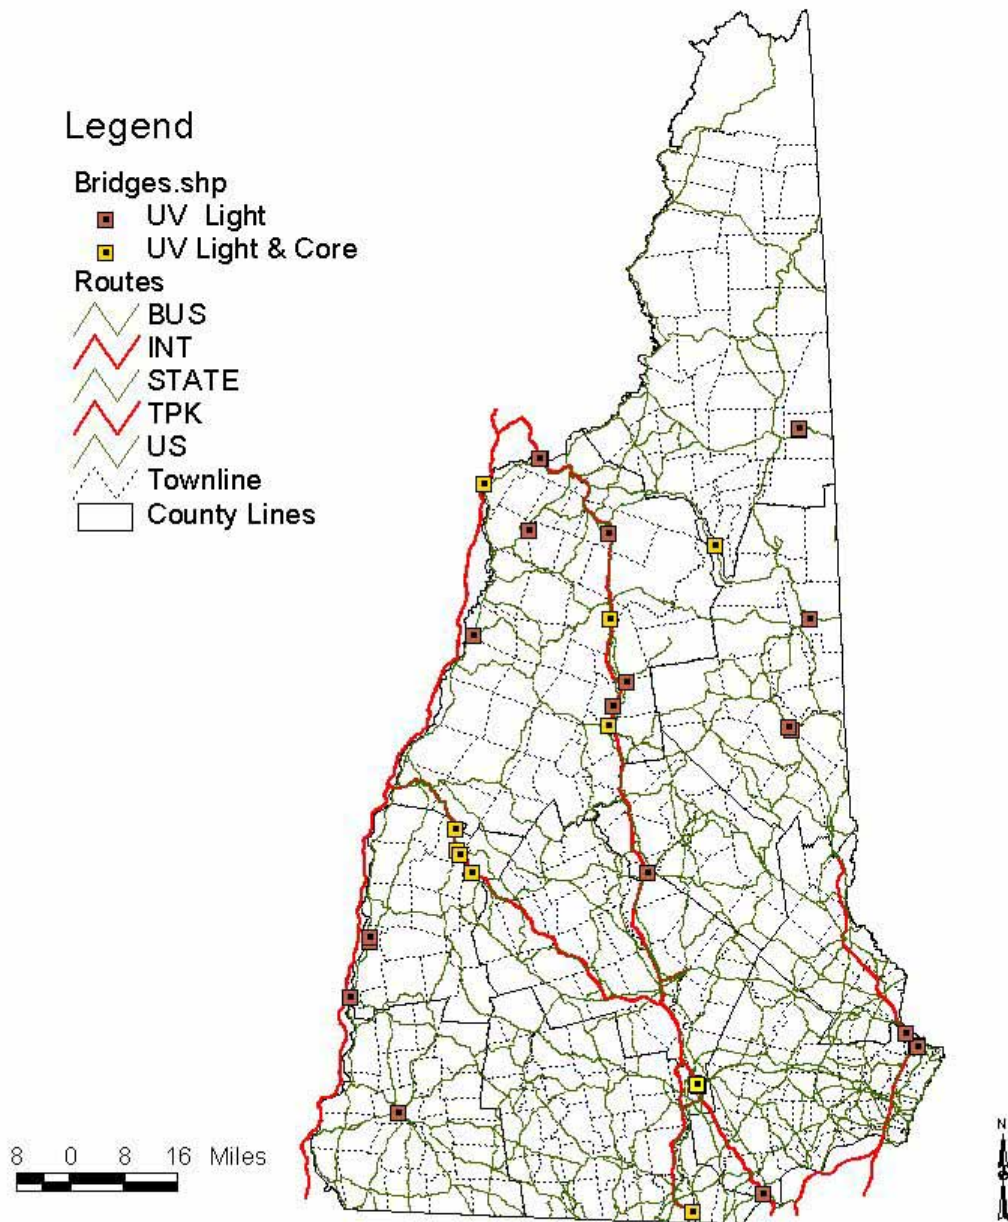 Legend
Bridges.shp
UV Light
UV Light & Core
Routes
BUS
INT
STATE
TPK
US
Townline
County Lines
8 0 8 16 Miles
N